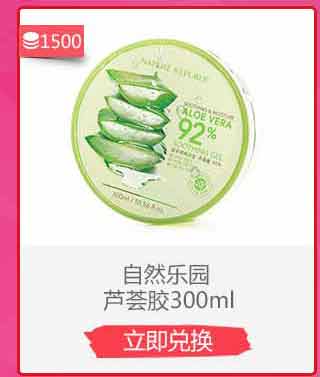 1500
NATURE REPUBLIC
SOOTHING & MOISTURE
ALOE VERA
92%
SOOTHING GEL
自然乐园
芦荟胶300ml
立即兑换